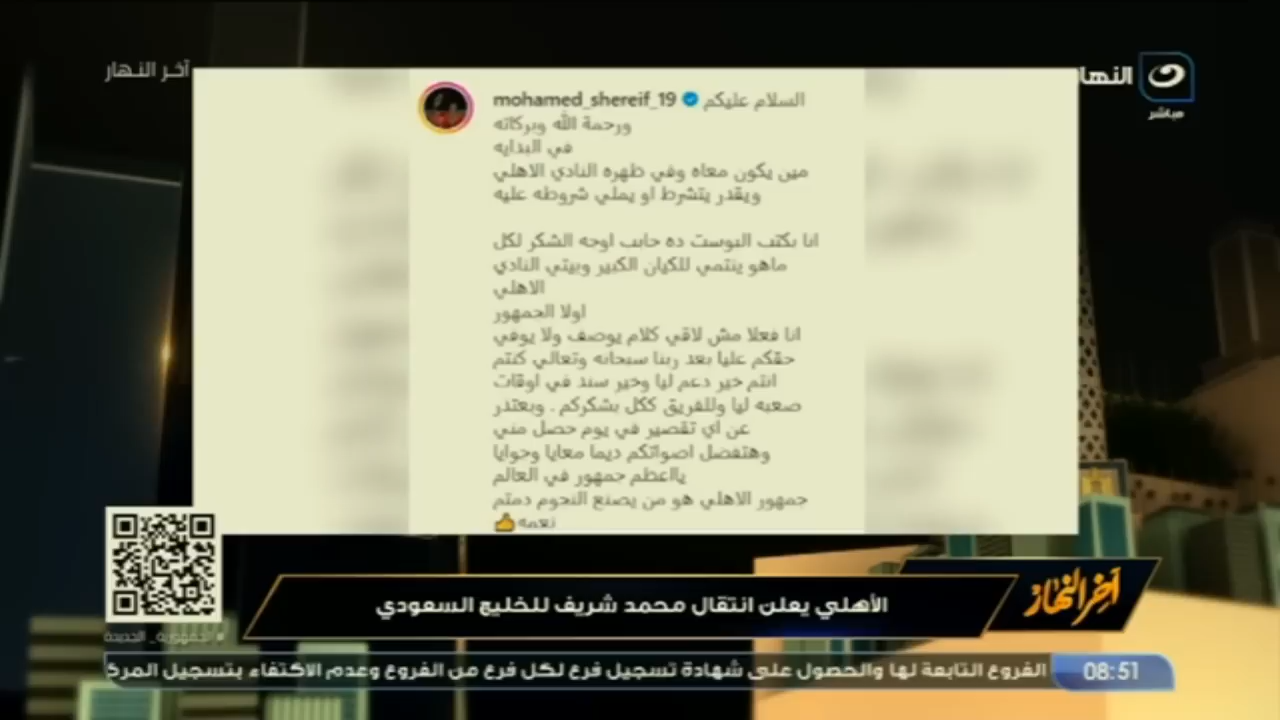 آخر النهار
النهار
مباشر
mohamed_shereif_19 السلام عليكم
ورحمة الله وبركاته
في البدايه
مين يكون معاه وفي ظهره النادي الاهلي
ويقدر يتشرط او يملي شروطه عليه
انا بكتب البوست ده حابب اوجه الشكر لكل
ماهو ينتمي للكيان الكبير وبيتي النادي
الاهلي
اولا الجمهور
انا فعلا مش لاقي كلام يوصف ولا يوفي
حقكم عليا بعد ربنا سبحانه وتعالي كنتم
انتم خير دعم ليا وخير سند في اوقات
صعبه ليا وللفريق ككل بشكركم . وبعتذر
عن اي تقصير في يوم حصل مني
وهتفضل اصواتكم ديما معايا وجوايا
يااعظم جمهور في العالم
جمهور الاهلي هو من يصنع النجوم دمتم
نعمه👍
آخر النهار
الأهلي يعلن انتقال محمد شريف للخليج السعودي
#الجمهورية_الجديدة
08:51 الفروع التابعة لها والحصول على شهادة تسجيل فرع لكل فرع من الفروع وعدم الاكتفاء بتسجيل المرك